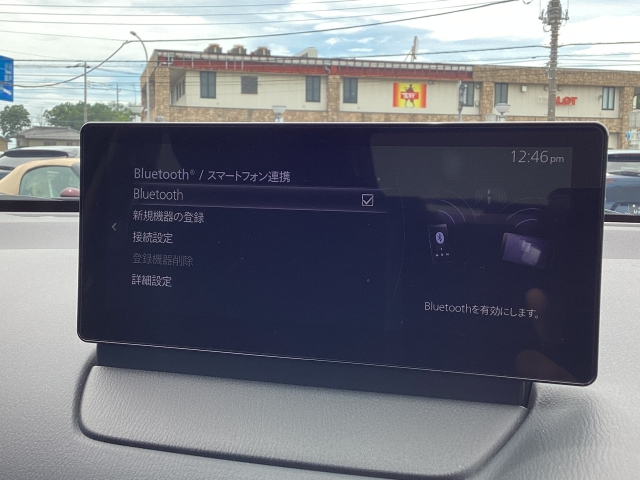 12:46 pm
Bluetooth® / スマートフォン連携
Bluetooth
新規機器の登録
接続設定
登録機器削除
詳細設定
Bluetoothを有効にします。